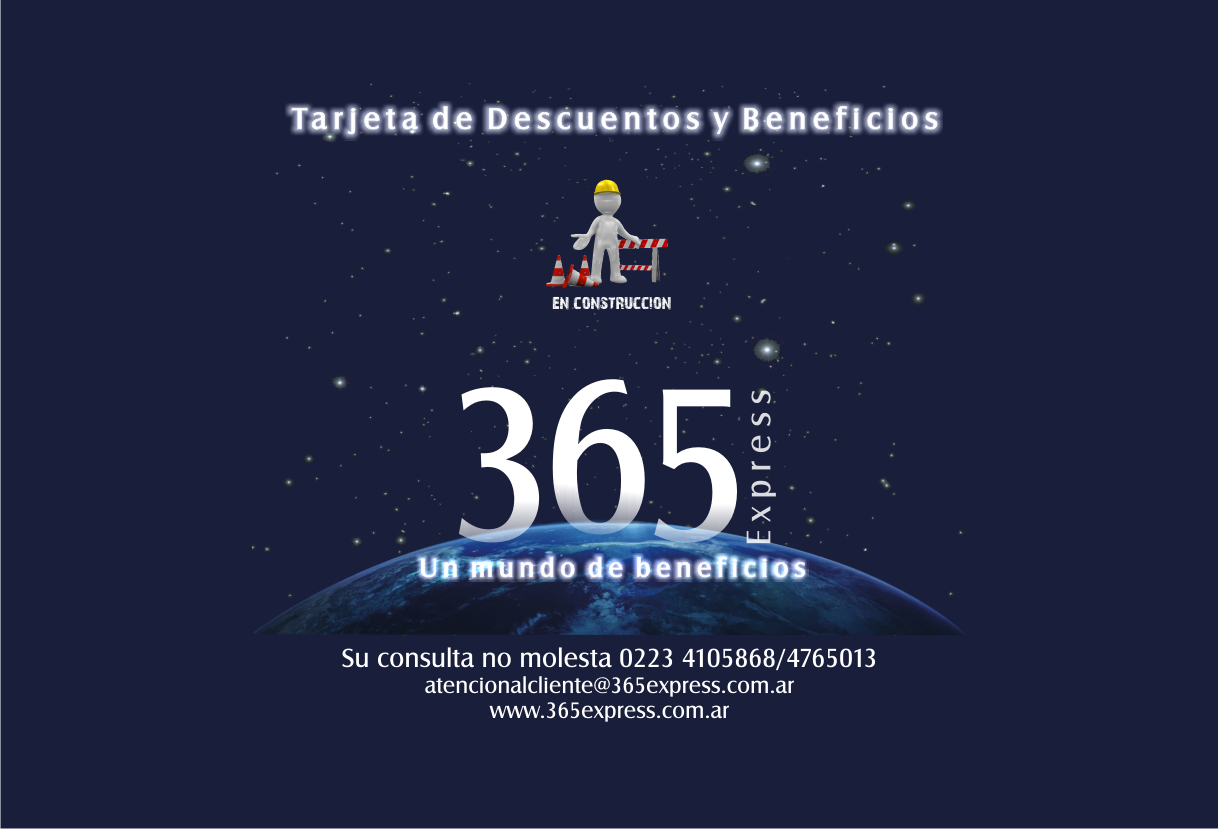 Tarjeta de Descuentos y Beneficios
EN CONSTRUCCION
365
Express
Un mundo de beneficios
Su consulta no molesta 0223 4105868/4765013
atencionalcliente@365express.com.ar
www.365express.com.ar